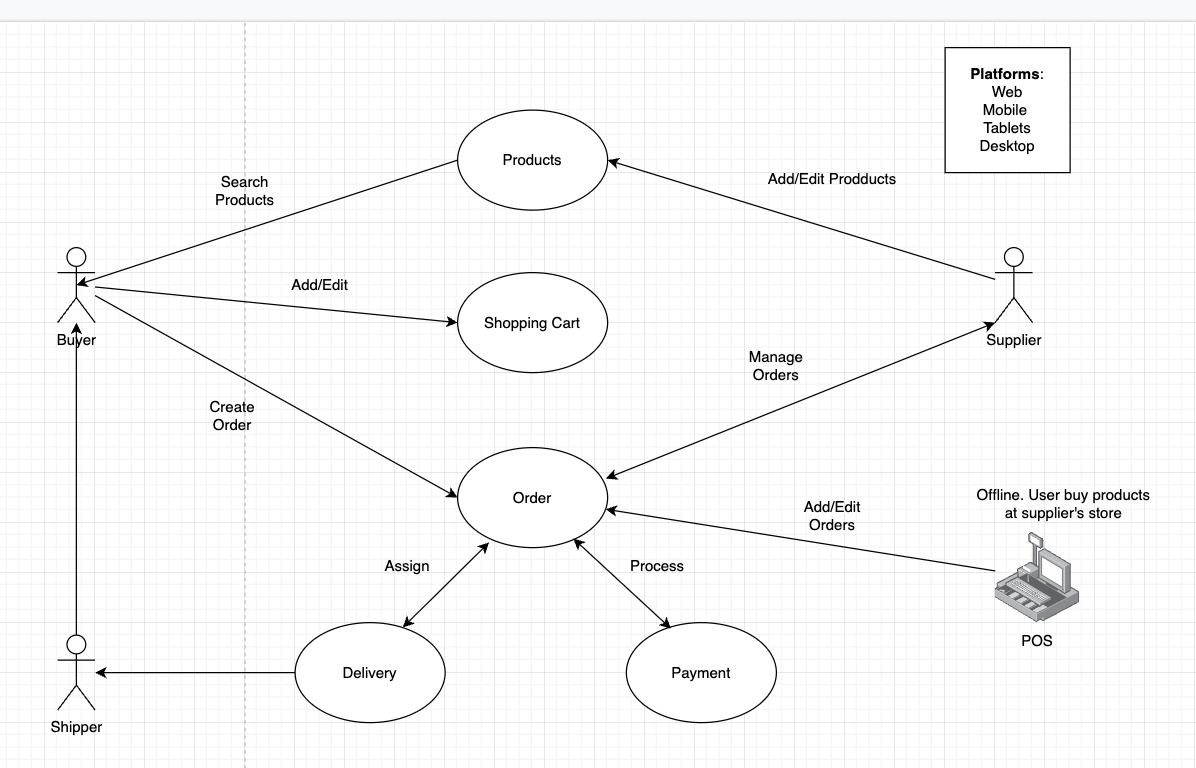 Platforms:
Web
Mobile
Tablets
Desktop
Products
Search
Products
Add/Edit Prodducts
Add/Edit
Shopping Cart
Buyer
Supplier
Manage
Orders
Create
Order
Order
Offline. User buy products
at supplier's store
Add/Edit
Orders
Assign
Process
POS
Delivery
Payment
Shipper